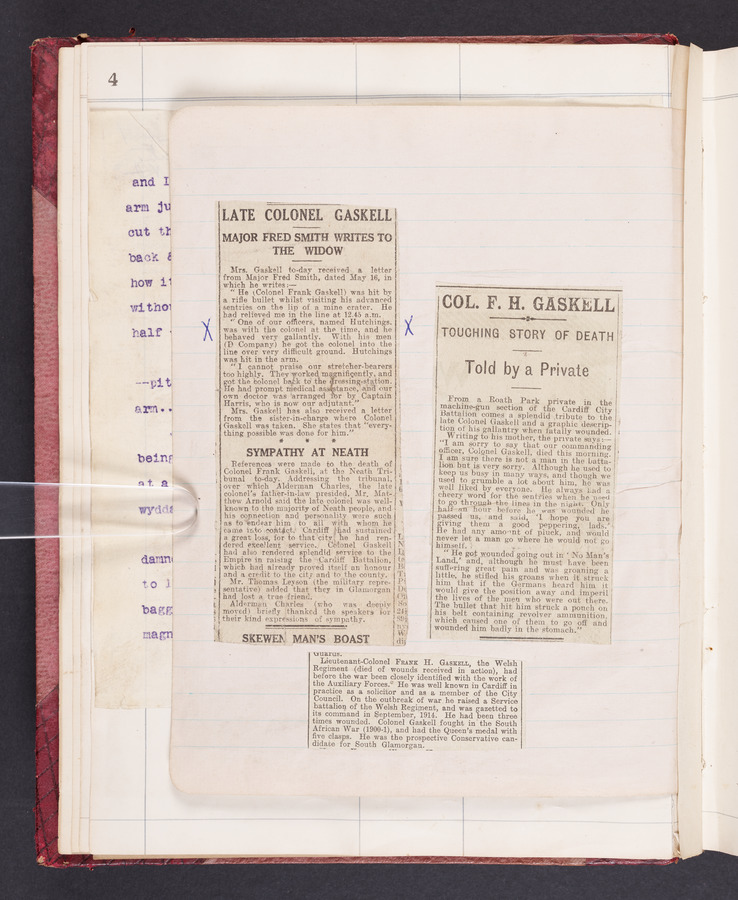 4
and I
arm ju
cut th
back
how it
withou
half
--pit
arm..
being
at a
wydda
damn
to l
bagg
magn
X
X
LATE COLONEL GASKELL
MAJOR FRED SMITH WRITES TO
THE WIDOW
Mrs. Gaskell to-day received a letter
from Major Fred Smith, dated May 16, in
which he writes:—
"He (Colonel Frank Gaskell) was hit by
a rifle bullet whilst visiting his advanced
sentries on the lip of a mine crater. He
had relieved me in the line at 12.45 a.m.
"One of our officers, named Hutchings,
was with the colonel at the time, and he
behaved very gallantly. With his men
(D Company) he got the colonel into the
line over very difficult ground. Hutchings
was hit in the arm.
"I cannot praise our stretcher-bearers
too highly. They worked magnificently, and
got the colonel back to the dressing-station.
He had prompt medical assistance, and our
own doctor was arranged for by Captain
Harris, who is now our adjutant."
Mrs. Gaskell has also received a letter
from the sister-in-charge where Colonel
Gaskell was taken. She states that "every-
thing possible was done for him."
* * *
SYMPATHY AT NEATH
References were made to the death of
Colonel Frank Gaskell, at the Neath Tri-
bunal to-day. Addressing the tribunal,
over which Alderman Charles, the late
colonel's father-in-law presided, Mr. Mat-
thew Arnold said the late colonel was well-
known to the majority of Neath people, and
his connection and personality were such
as to endear him to all with whom he
came into contact. Cardiff had sustained
a great loss, for to that city he had ren-
dered excellent service. Colonel Gaskell
had also rendered splendid service to the
Empire in raising the Cardiff Battalion,
which had already proved itself an honour
and a credit to the city and to the county.
Mr. Thomas Leyson (the military repre-
sentative) added that they in Glamorgan
had lost a true friend.
Alderman Charles (who was deeply
moved) briefly thanked the speakers for
their kind expressions of sympathy.
SKEWEN MAN'S BOAST
COL. F. H. GASKELL
TOUCHING STORY OF DEATH
Told by a Private
From a Roath Park private in the
machine-gun section of the Cardiff City
Battalion comes a splendid tribute to the
late Colonel Gaskell and a graphic descrip-
tion of his gallantry when fatally wounded.
Writing to his mother, the private says:—
"I am sorry to say that our commanding
officer, Colonel Gaskell, died this morning.
I am sure there is not a man in the batta-
lion but is very sorry. Although he used to
keep us busy in many ways, and though we
used to grumble a lot about him, he was
well liked by everyone. He always had a
cheery word for the sentries when he used
to go through the lines in the night. Only
half-an hour before he was wounded he
passed us, and said, 'I hope you are
giving them a good peppering, lads.'
He had any amount of pluck, and would
never let a man go where he would not go
himself.
"He got wounded going out in 'No Man's
Land,' and, although he must have been
suffering great pain and was groaning a
little, he stifled his groans when it struck
him that if the Germans heard him it
would give the position away and imperil
the lives of the men who were out there.
The bullet that hit him struck a pouch on
his belt containing revolver ammunition,
which caused one of them to go off and
wounded him badly in the stomach."
Guards.
Lieutenant-Colonel FRANK H. GASKELL, the Welsh
Regiment (died of wounds received in action), had
before the war been closely identified with the work of
the Auxiliary Forces. He was well known in Cardiff in
practice as a solicitor and as a member of the City
Council. On the outbreak of war he raised a Service
battalion of the Welsh Regiment, and was gazetted to
its command in September, 1914. He had been three
times wounded. Colonel Gaskell fought in the South
African War (1900-1), and had the Queen's medal with
five clasps. He was the prospective Conservative can-
didate for South Glamorgan.